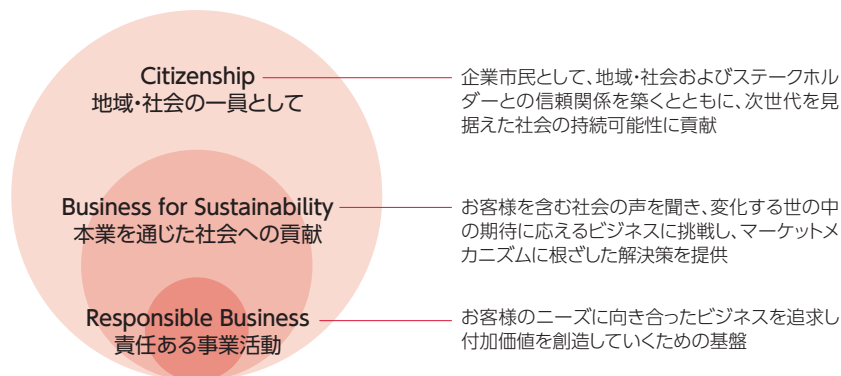 Citizenship
地域・社会の一員として
企業市民として、地域・社会およびステークホル
ダーとの信頼関係を築くとともに、次世代を見
据えた社会の持続可能性に貢献
Business for Sustainability
本業を通じた社会への貢献
お客様を含む社会の声を聞き、変化する世の中
の期待に応えるビジネスに挑戦し、マーケットメ
カニズムに根ざした解決策を提供
Responsible Business
責任ある事業活動
お客様のニーズに向き合ったビジネスを追求し
付加価値を創造していくための基盤